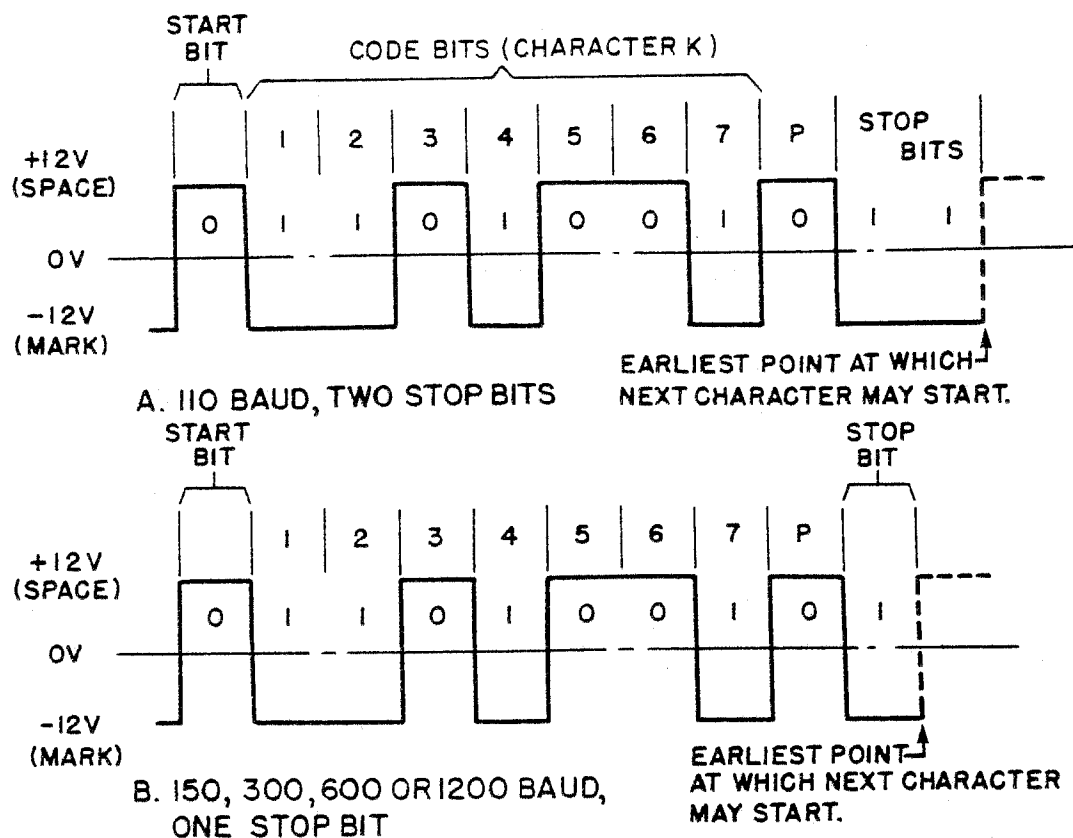 START
BIT
CODE BITS (CHARACTER K)
1 2 3 4 5 6 7 P STOP
BITS
+12V
(SPACE)
0 1 1 0 1 0 0 1 0 1 1
0V
-12V
(MARK)
EARLIEST POINT AT WHICH
NEXT CHARACTER MAY START.
A. 110 BAUD, TWO STOP BITS
START
BIT
STOP
BIT
1 2 3 4 5 6 7 P
+12V
(SPACE)
0 1 1 0 1 0 0 1 0 1
0V
-12V
(MARK)
EARLIEST POINT
AT WHICH NEXT CHARACTER
MAY START.
B. 150, 300, 600 OR 1200 BAUD,
ONE STOP BIT